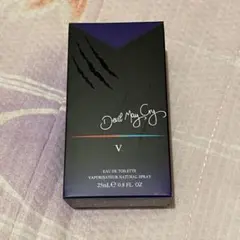 Devil May Cry
V
EAU DE TOILETTE
VAPORISATEUR NATURAL SPRAY
25mL ℮ 0.8 FL. OZ